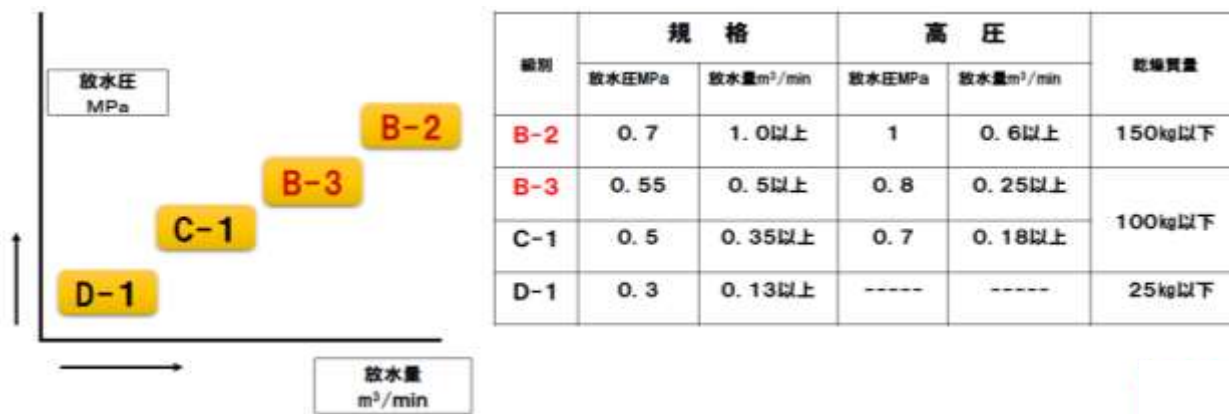 放水圧
MPa
B-2
B-3
C-1
D-1
放水量
m³/min
級別
規 格
高 圧
乾燥質量
放水圧MPa
放水量m³/min
放水圧MPa
放水量m³/min
B-2
0.7
1.0以上
1
0.6以上
150㎏以下
B-3
0.55
0.5以上
0.8
0.25以上
100㎏以下
C-1
0.5
0.35以上
0.7
0.18以上
D-1
0.3
0.13以上
-----
-----
25㎏以下